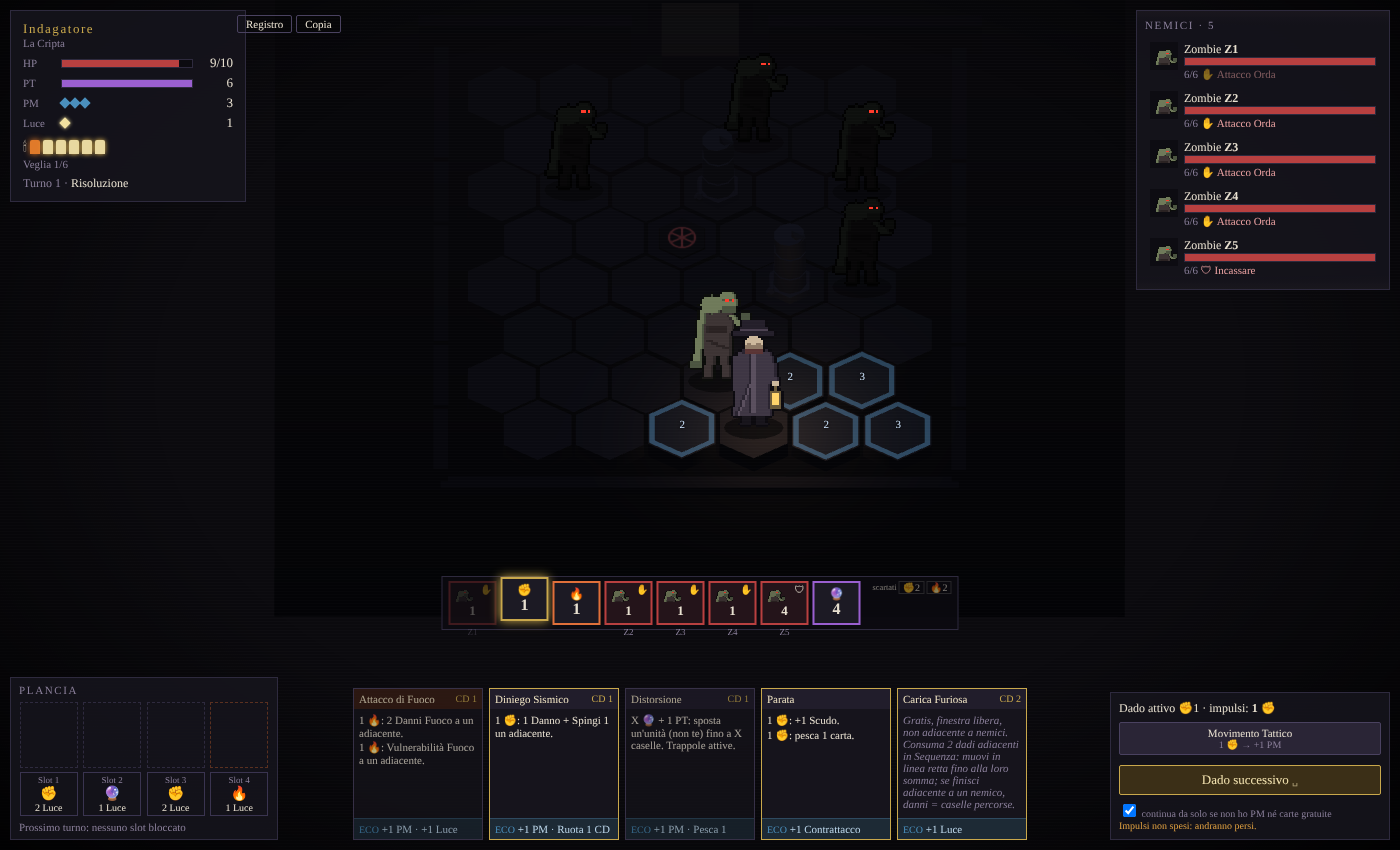 Indagatore
La Cripta
HP 9/10
PT 6
PM 3
Luce 1
Veglia 1/6
Turno 1 · Risoluzione
Registro
Copia
NEMICI · 5
Zombie Z1
6/6 ✋ Attacco Orda
Zombie Z2
6/6 ✋ Attacco Orda
Zombie Z3
6/6 ✋ Attacco Orda
Zombie Z4
6/6 ✋ Attacco Orda
Zombie Z5
6/6 🛡 Incassare
2 3
2 2 3
1 1 1 1 1 1 4 4
Z1 Z2 Z3 Z4 Z5
scartati ✊2 🔥2
PLANCIA
Slot 1 Slot 2 Slot 3 Slot 4
2 Luce 1 Luce 2 Luce 1 Luce
Prossimo turno: nessuno slot bloccato
Attacco di Fuoco CD 1
1 🔥: 2 Danni Fuoco a un
adiacente.
1 🔥: Vulnerabilità Fuoco
a un adiacente.
ECO +1 PM · +1 Luce
Diniego Sismico CD 1
1 ✊: 1 Danno + Spingi 1
un adiacente.
ECO +1 PM · Ruota 1 CD
Distorsione CD 1
X 🔮 + 1 PT: sposta
un'unità (non te) fino a X
caselle. Trappole attive.
ECO +1 PM · Pesca 1
Parata
1 ✊: +1 Scudo.
1 ✊: pesca 1 carta.
ECO +1 Contrattacco
Carica Furiosa CD 2
Gratis, finestra libera,
non adiacente a nemici.
Consuma 2 dadi adiacenti
in Sequenza: muovi in
linea retta fino alla loro
somma; se finisci
adiacente a un nemico,
danni = caselle percorse.
ECO +1 Luce
Dado attivo ✊1 · impulsi: 1 ✊
Movimento Tattico
1 ✊ → +1 PM
Dado successivo ␣
continua da solo se non ho PM né carte gratuite
Impulsi non spesi: andranno persi.